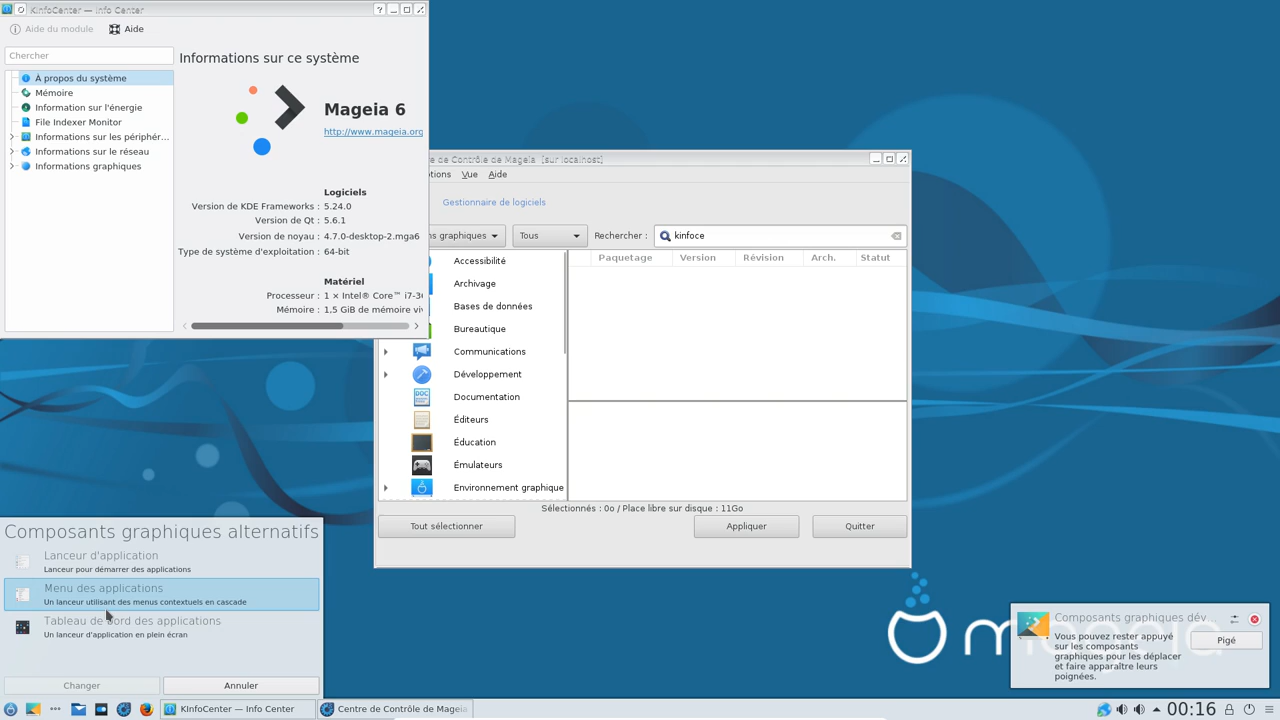 KInfoCenter — Info Center
Aide du module
Aide
Chercher
À propos du système
Mémoire
Information sur l'énergie
File Indexer Monitor
Informations sur les périphér...
Informations sur le réseau
Informations graphiques
Informations sur ce système
Mageia 6
http://www.mageia.org
Logiciels
Version de KDE Frameworks : 5.24.0
Version de Qt : 5.6.1
Version de noyau : 4.7.0-desktop-2.mga6
Type de système d'exploitation : 64-bit
Matériel
Processeur : 1 × Intel® Core™ i7-3
Mémoire : 1,5 GiB de mémoire viv
re de Contrôle de Mageia [sur localhost]
tions Vue Aide
Gestionnaire de logiciels
ns graphiques
Tous
Rechercher :
kinfoce
Paquetage Version Révision Arch. Statut
Accessibilité
Archivage
Bases de données
Bureautique
Communications
Développement
Documentation
Éditeurs
Éducation
Émulateurs
Environnement graphique
Sélectionnés : 0o / Place libre sur disque : 11Go
Tout sélectionner
Appliquer
Quitter
Composants graphiques alternatifs
Lanceur d'application
Lanceur pour démarrer des applications
Menu des applications
Un lanceur utilisant des menus contextuels en cascade
Tableau de bord des applications
Un lanceur d'application en plein écran
Changer
Annuler
Composants graphiques dév...
Vous pouvez rester appuyé
sur les composants
graphiques pour les déplacer
et faire apparaître leurs
poignées.
Pigé
KInfoCenter — Info Center
Centre de Contrôle de Mageia
00:16